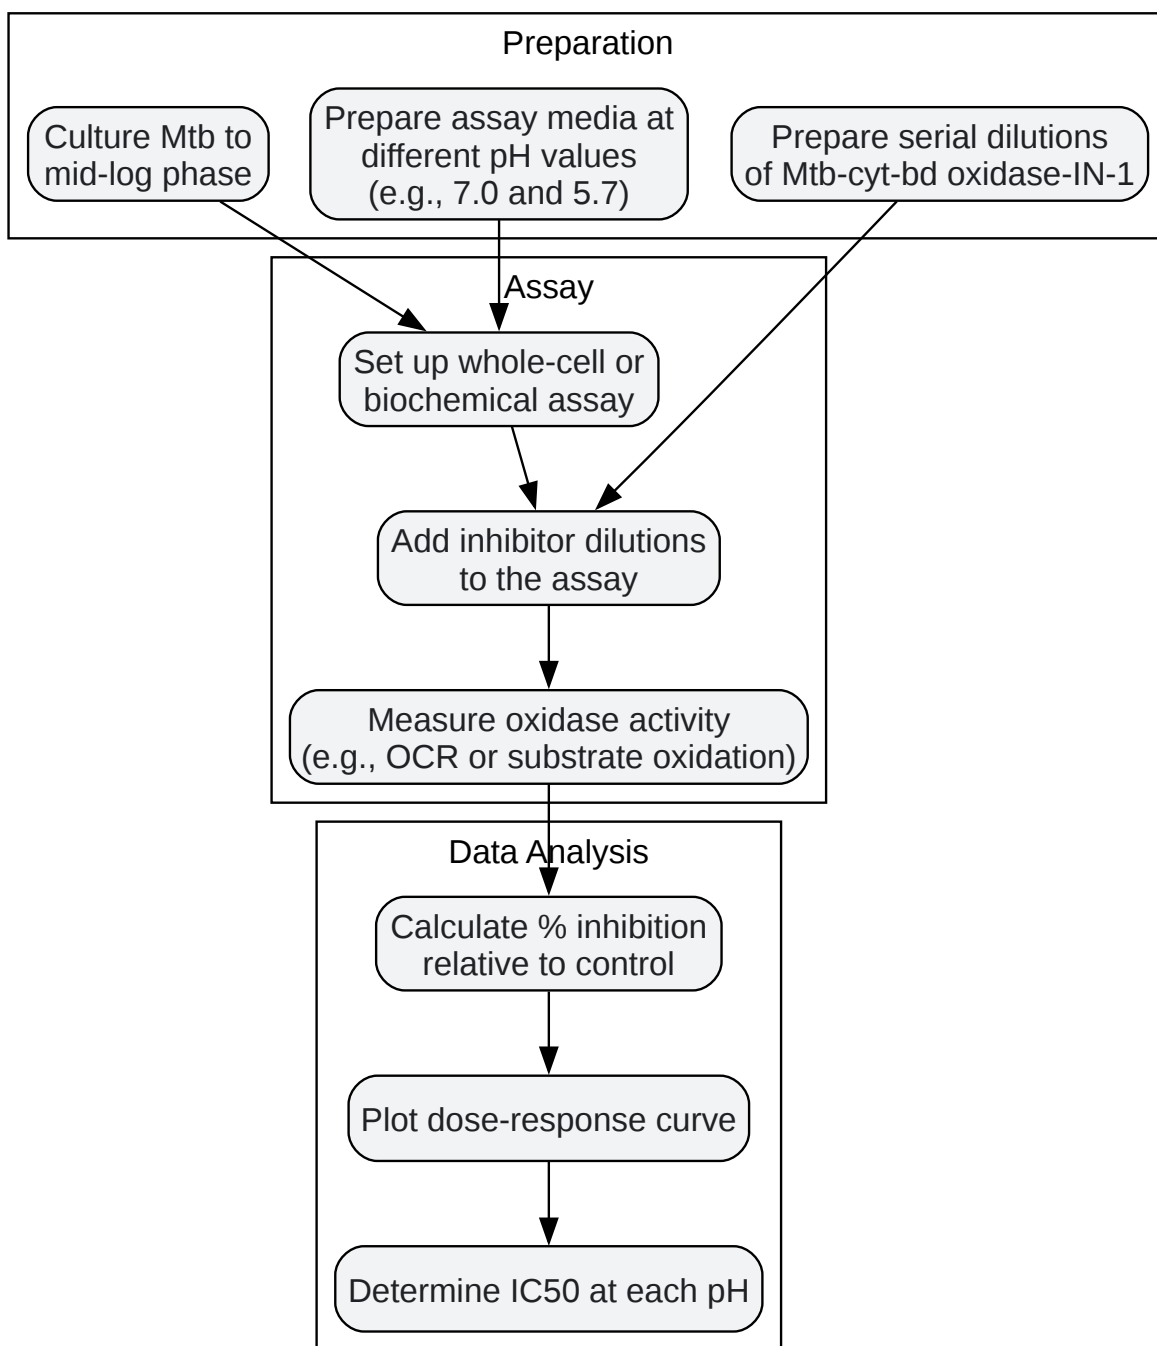 Preparation
Culture Mtb to
mid-log phase
Prepare assay media at
different pH values
(e.g., 7.0 and 5.7)
Prepare serial dilutions
of Mtb-cyt-bd oxidase-IN-1
Assay
Set up whole-cell or
biochemical assay
Add inhibitor dilutions
to the assay
Measure oxidase activity
(e.g., OCR or substrate oxidation)
Data Analysis
Calculate % inhibition
relative to control
Plot dose-response curve
Determine IC50 at each pH